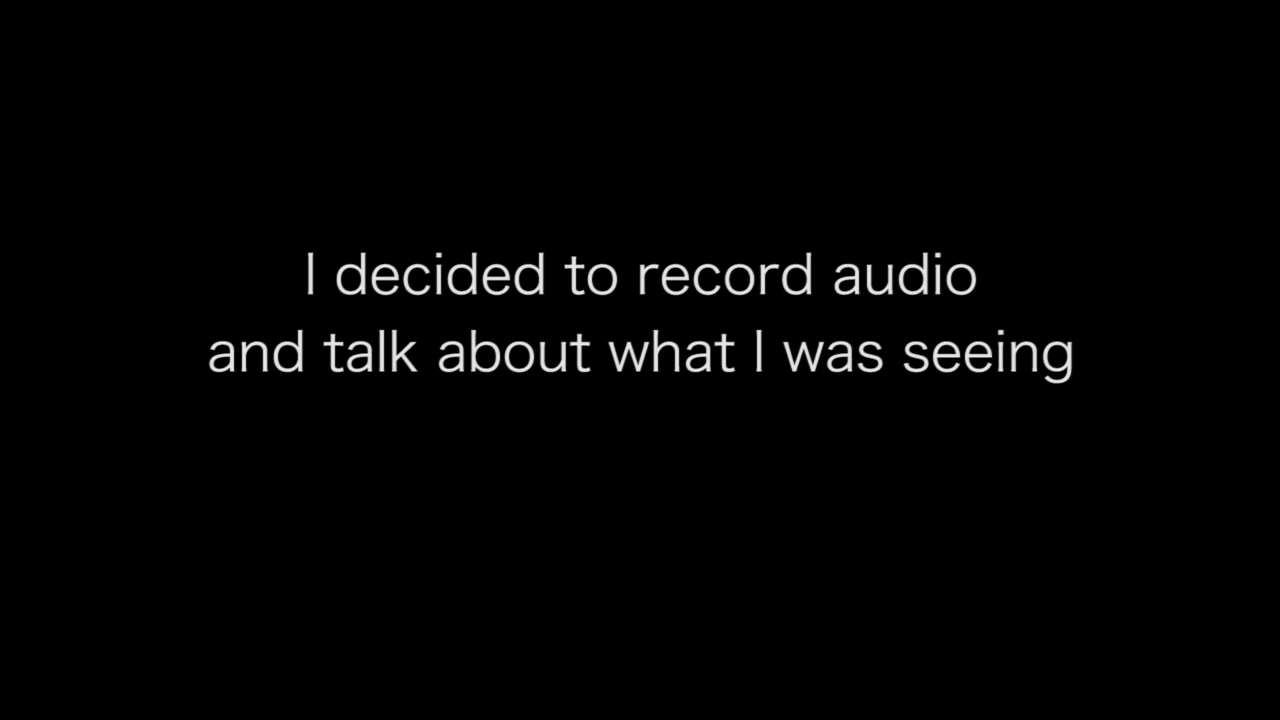 I decided to record audio
and talk about what I was seeing